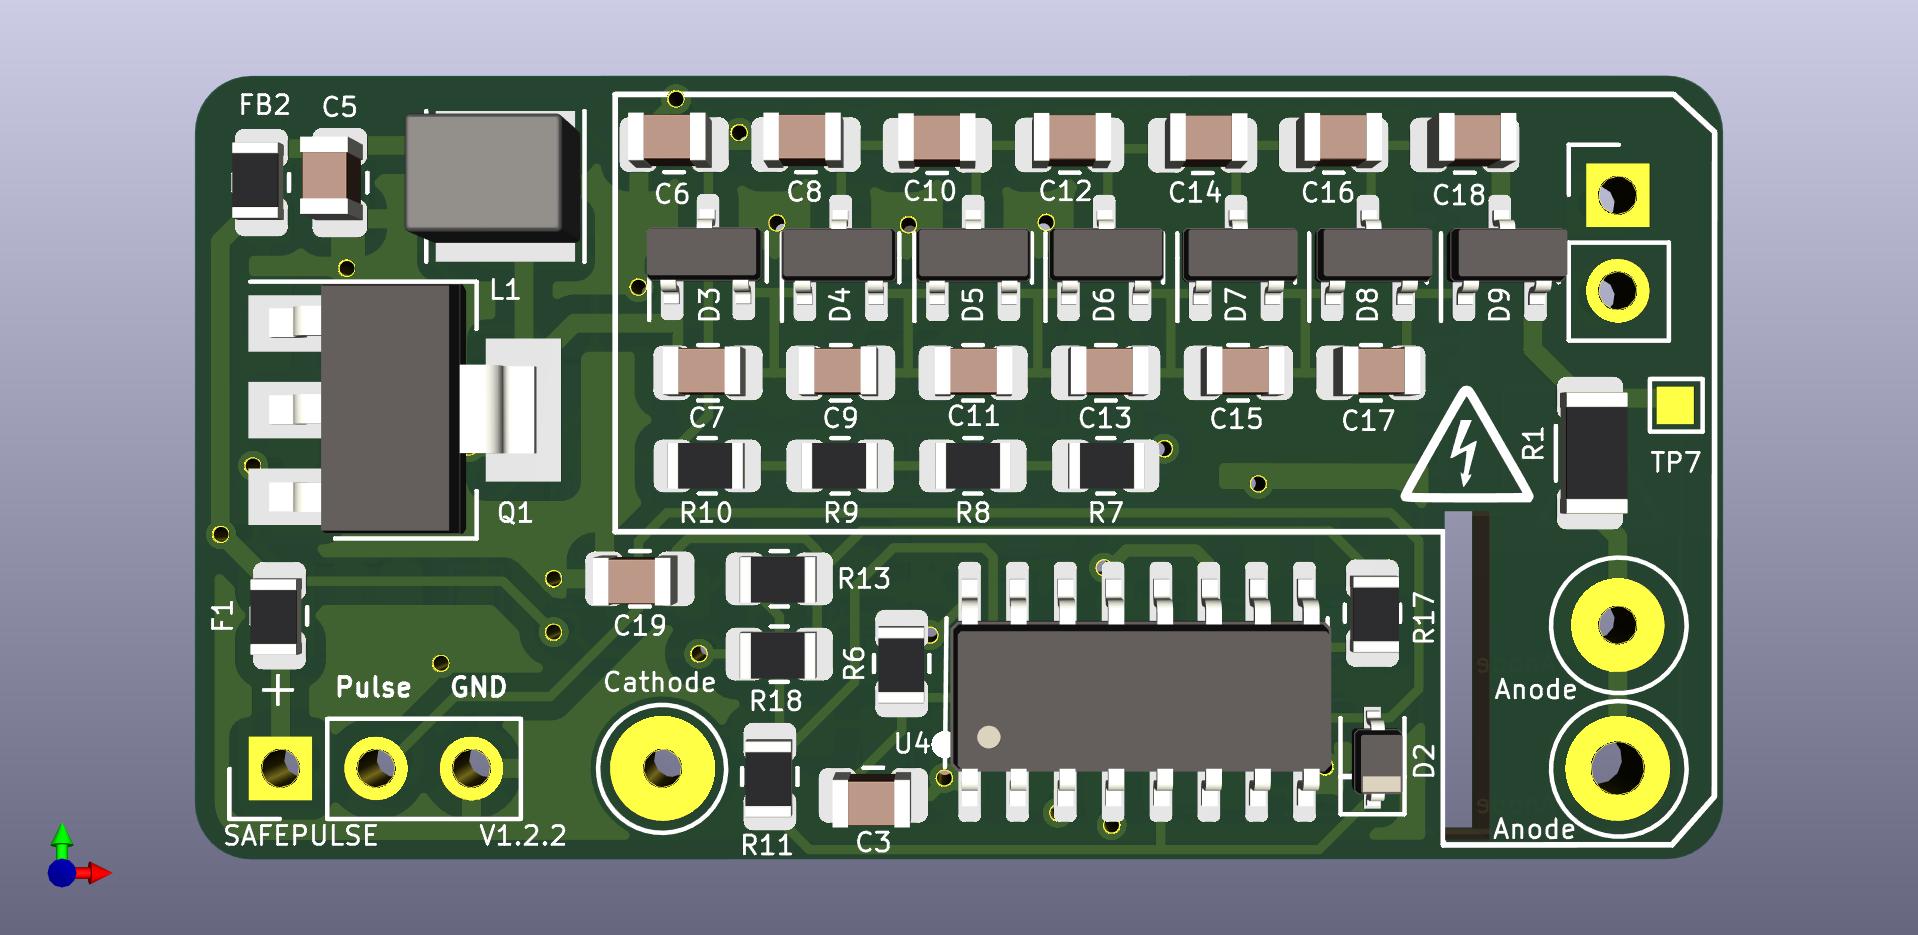 FB2 C5
C6 C8 C10 C12 C14 C16 C18
L1 D3 D4 D5 D6 D7 D8 D9
C7 C9 C11 C13 C15 C17
R1 TP7
Q1 R10 R9 R8 R7
R13
F1 C19 R6 R17
+ Pulse GND Cathode R18 Anode
U4 D2
SAFEPULSE V1.2.2 R11 C3 Anode